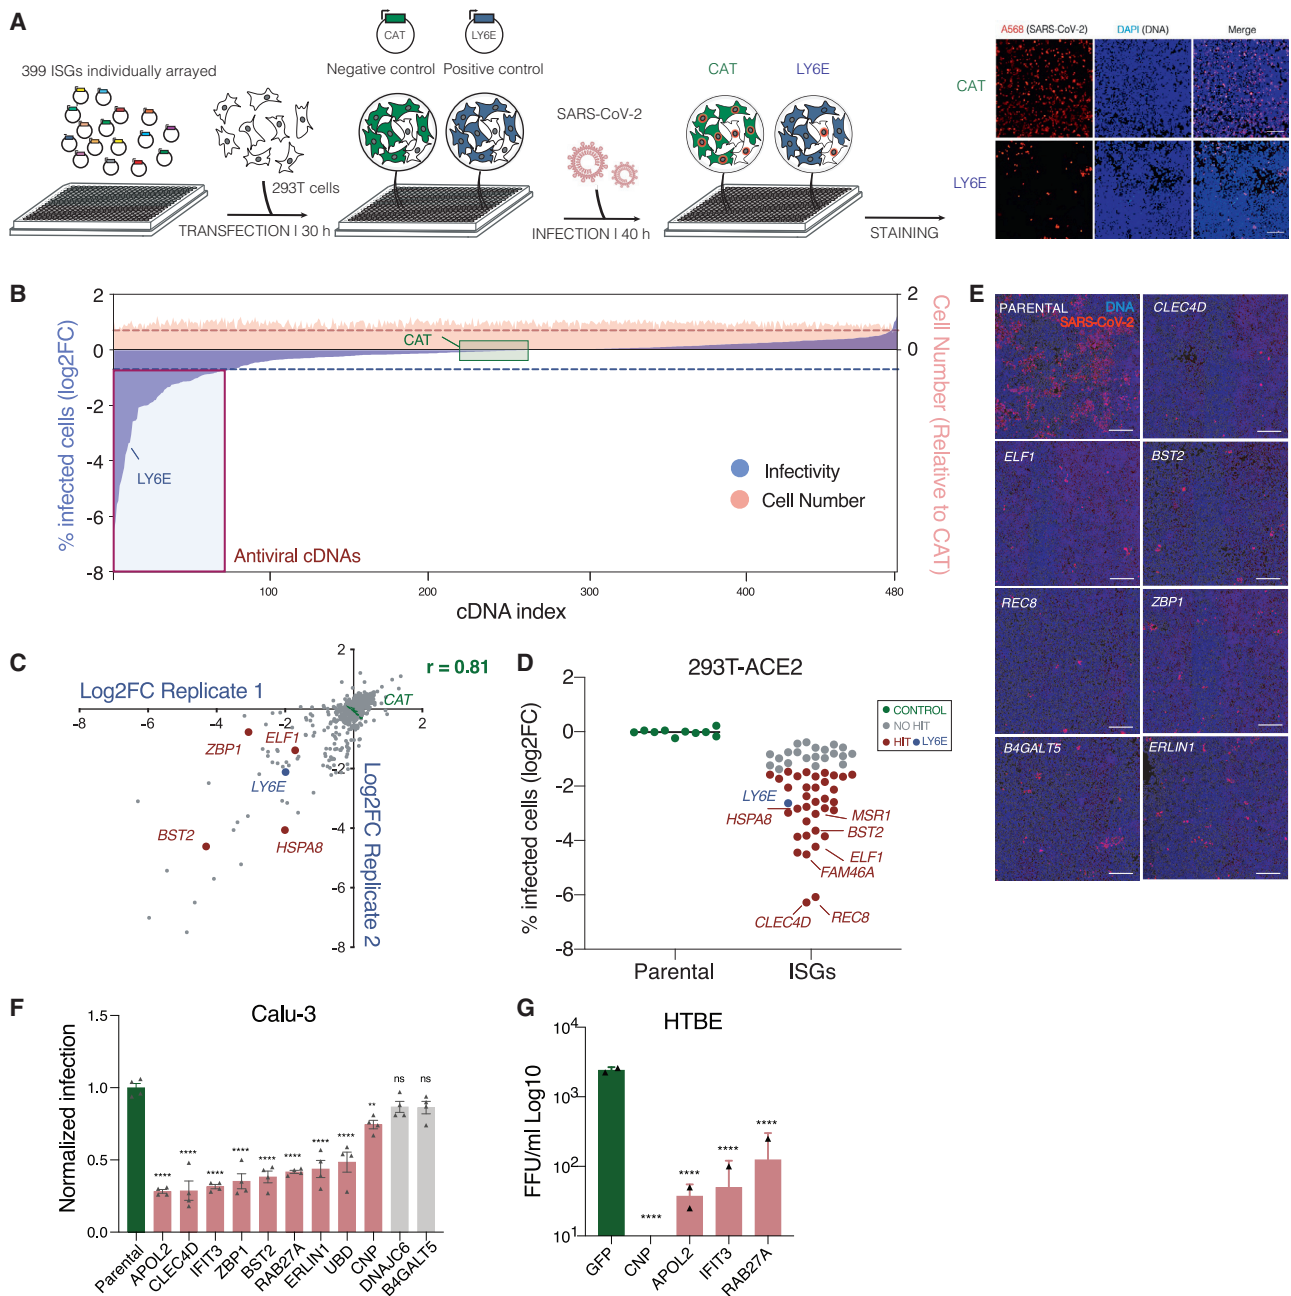 A
399 ISGs individually arrayed
CAT
LY6E
Negative control
Positive control
293T cells
TRANSFECTION | 30 h
SARS-CoV-2
INFECTION | 40 h
CAT
LY6E
STAINING
A568 (SARS-CoV-2)
DAPI (DNA)
Merge
CAT
LY6E
B
% infected cells (log2FC)
2
0
-2
-4
-6
-8
CAT
LY6E
Infectivity
Cell Number
Antiviral cDNAs
100
200
300
400
480
cDNA index
2
0
Cell Number (Relative to CAT)
C
Log2FC Replicate 1
r = 0.81
2
CAT
-8
-6
-4
-2
2
ZBP1
ELF1
-2
LY6E
BST2
HSPA8
-4
-6
-8
Log2FC Replicate 2
D
293T-ACE2
% infected cells (log2FC)
2
0
-2
-4
-6
-8
CONTROL
NO HIT
HIT
LY6E
LY6E
HSPA8
MSR1
BST2
ELF1
FAM46A
CLEC4D
REC8
Parental
ISGs
E
PARENTAL
DNA
SARS-CoV-2
CLEC4D
ELF1
BST2
REC8
ZBP1
B4GALT5
ERLIN1
F
Calu-3
Normalized infection
1.5
1.0
0.5
0.0
****
****
****
****
****
****
****
****
**
ns
ns
Parental
APOL2
CLEC4D
IFIT3
ZBP1
BST2
RAB27A
ERLIN1
UBD
CNP
DNAJC6
B4GALT5
G
HTBE
FFU/ml Log10
10⁴
10³
10²
10¹
****
****
****
****
GFP
CNP
APOL2
IFIT3
RAB27A